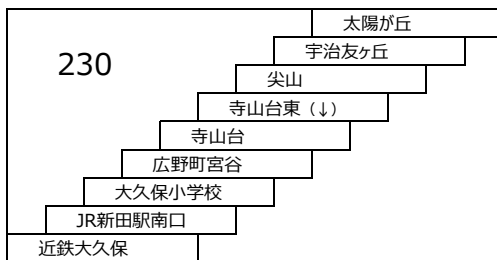 太陽が丘
宇治友ヶ丘
230
尖山
寺山台東（↓）
寺山台
広野町宮谷
大久保小学校
JR新田駅南口
近鉄大久保